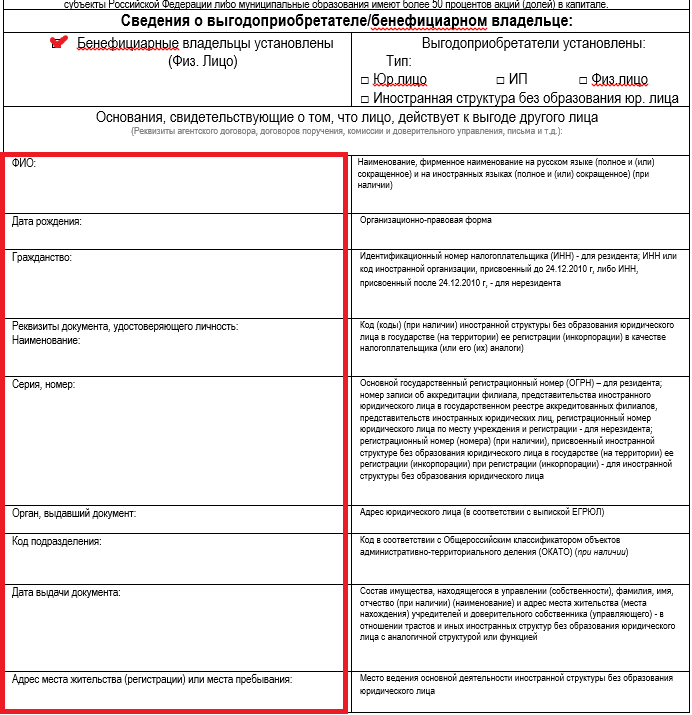 субъекты Российской Федерации либо муниципальные образования имеют более 50 процентов акций (долей) в капитале.
Сведения о выгодоприобретателе/бенефициарном владельце:
Бенефициарные владельцы установлены
(Физ. Лицо)
Выгодоприобретатели установлены:
Тип:
□ Юр.лицо □ ИП □ Физ.лицо
□ Иностранная структура без образования юр. лица
Основания, свидетельствующие о том, что лицо, действует к выгоде другого лица
(Реквизиты агентского договора, договоров поручения, комиссии и доверительного управления, письма и т.д.):
ФИО:
Наименование, фирменное наименование на русском языке (полное и (или)
сокращенное) и на иностранных языках (полное и (или) сокращенное) (при
наличии)
Дата рождения:
Организационно-правовая форма
Гражданство:
Идентификационный номер налогоплательщика (ИНН) - для резидента; ИНН или
код иностранной организации, присвоенный до 24.12.2010 г, либо ИНН,
присвоенный после 24.12.2010 г, - для нерезидента
Реквизиты документа, удостоверяющего личность:
Наименование:
Код (коды) (при наличии) иностранной структуры без образования юридического
лица в государстве (на территории) ее регистрации (инкорпорации) в качестве
налогоплательщика (или его (их) аналоги)
Серия, номер:
Основной государственный регистрационный номер (ОГРН) – для резидента;
номер записи об аккредитации филиала, представительства иностранного
юридического лица в государственном реестре аккредитованных филиалов,
представительств иностранных юридических лиц, регистрационный номер
юридического лица по месту учреждения и регистрации - для нерезидента;
регистрационный номер (номера) (при наличии), присвоенный иностранной
структуре без образования юридического лица в государстве (на территории) ее
регистрации (инкорпорации) при регистрации (инкорпорации) - для иностранной
структуры без образования юридического лица
Орган, выдавший документ:
Адрес юридического лица (в соответствии с выпиской ЕГРЮЛ)
Код подразделения:
Код в соответствии с Общероссийским классификатором объектов
административно-территориального деления (ОКАТО) (при наличии)
Дата выдачи документа:
Состав имущества, находящегося в управлении (собственности), фамилия, имя,
отчество (при наличии) (наименование) и адрес места жительства (места
нахождения) учредителей и доверительного собственника (управляющего) - в
отношении трастов и иных иностранных структур без образования юридического
лица с аналогичной структурой или функцией
Адрес места жительства (регистрации) или места пребывания:
Место ведения основной деятельности иностранной структуры без образования
юридического лица